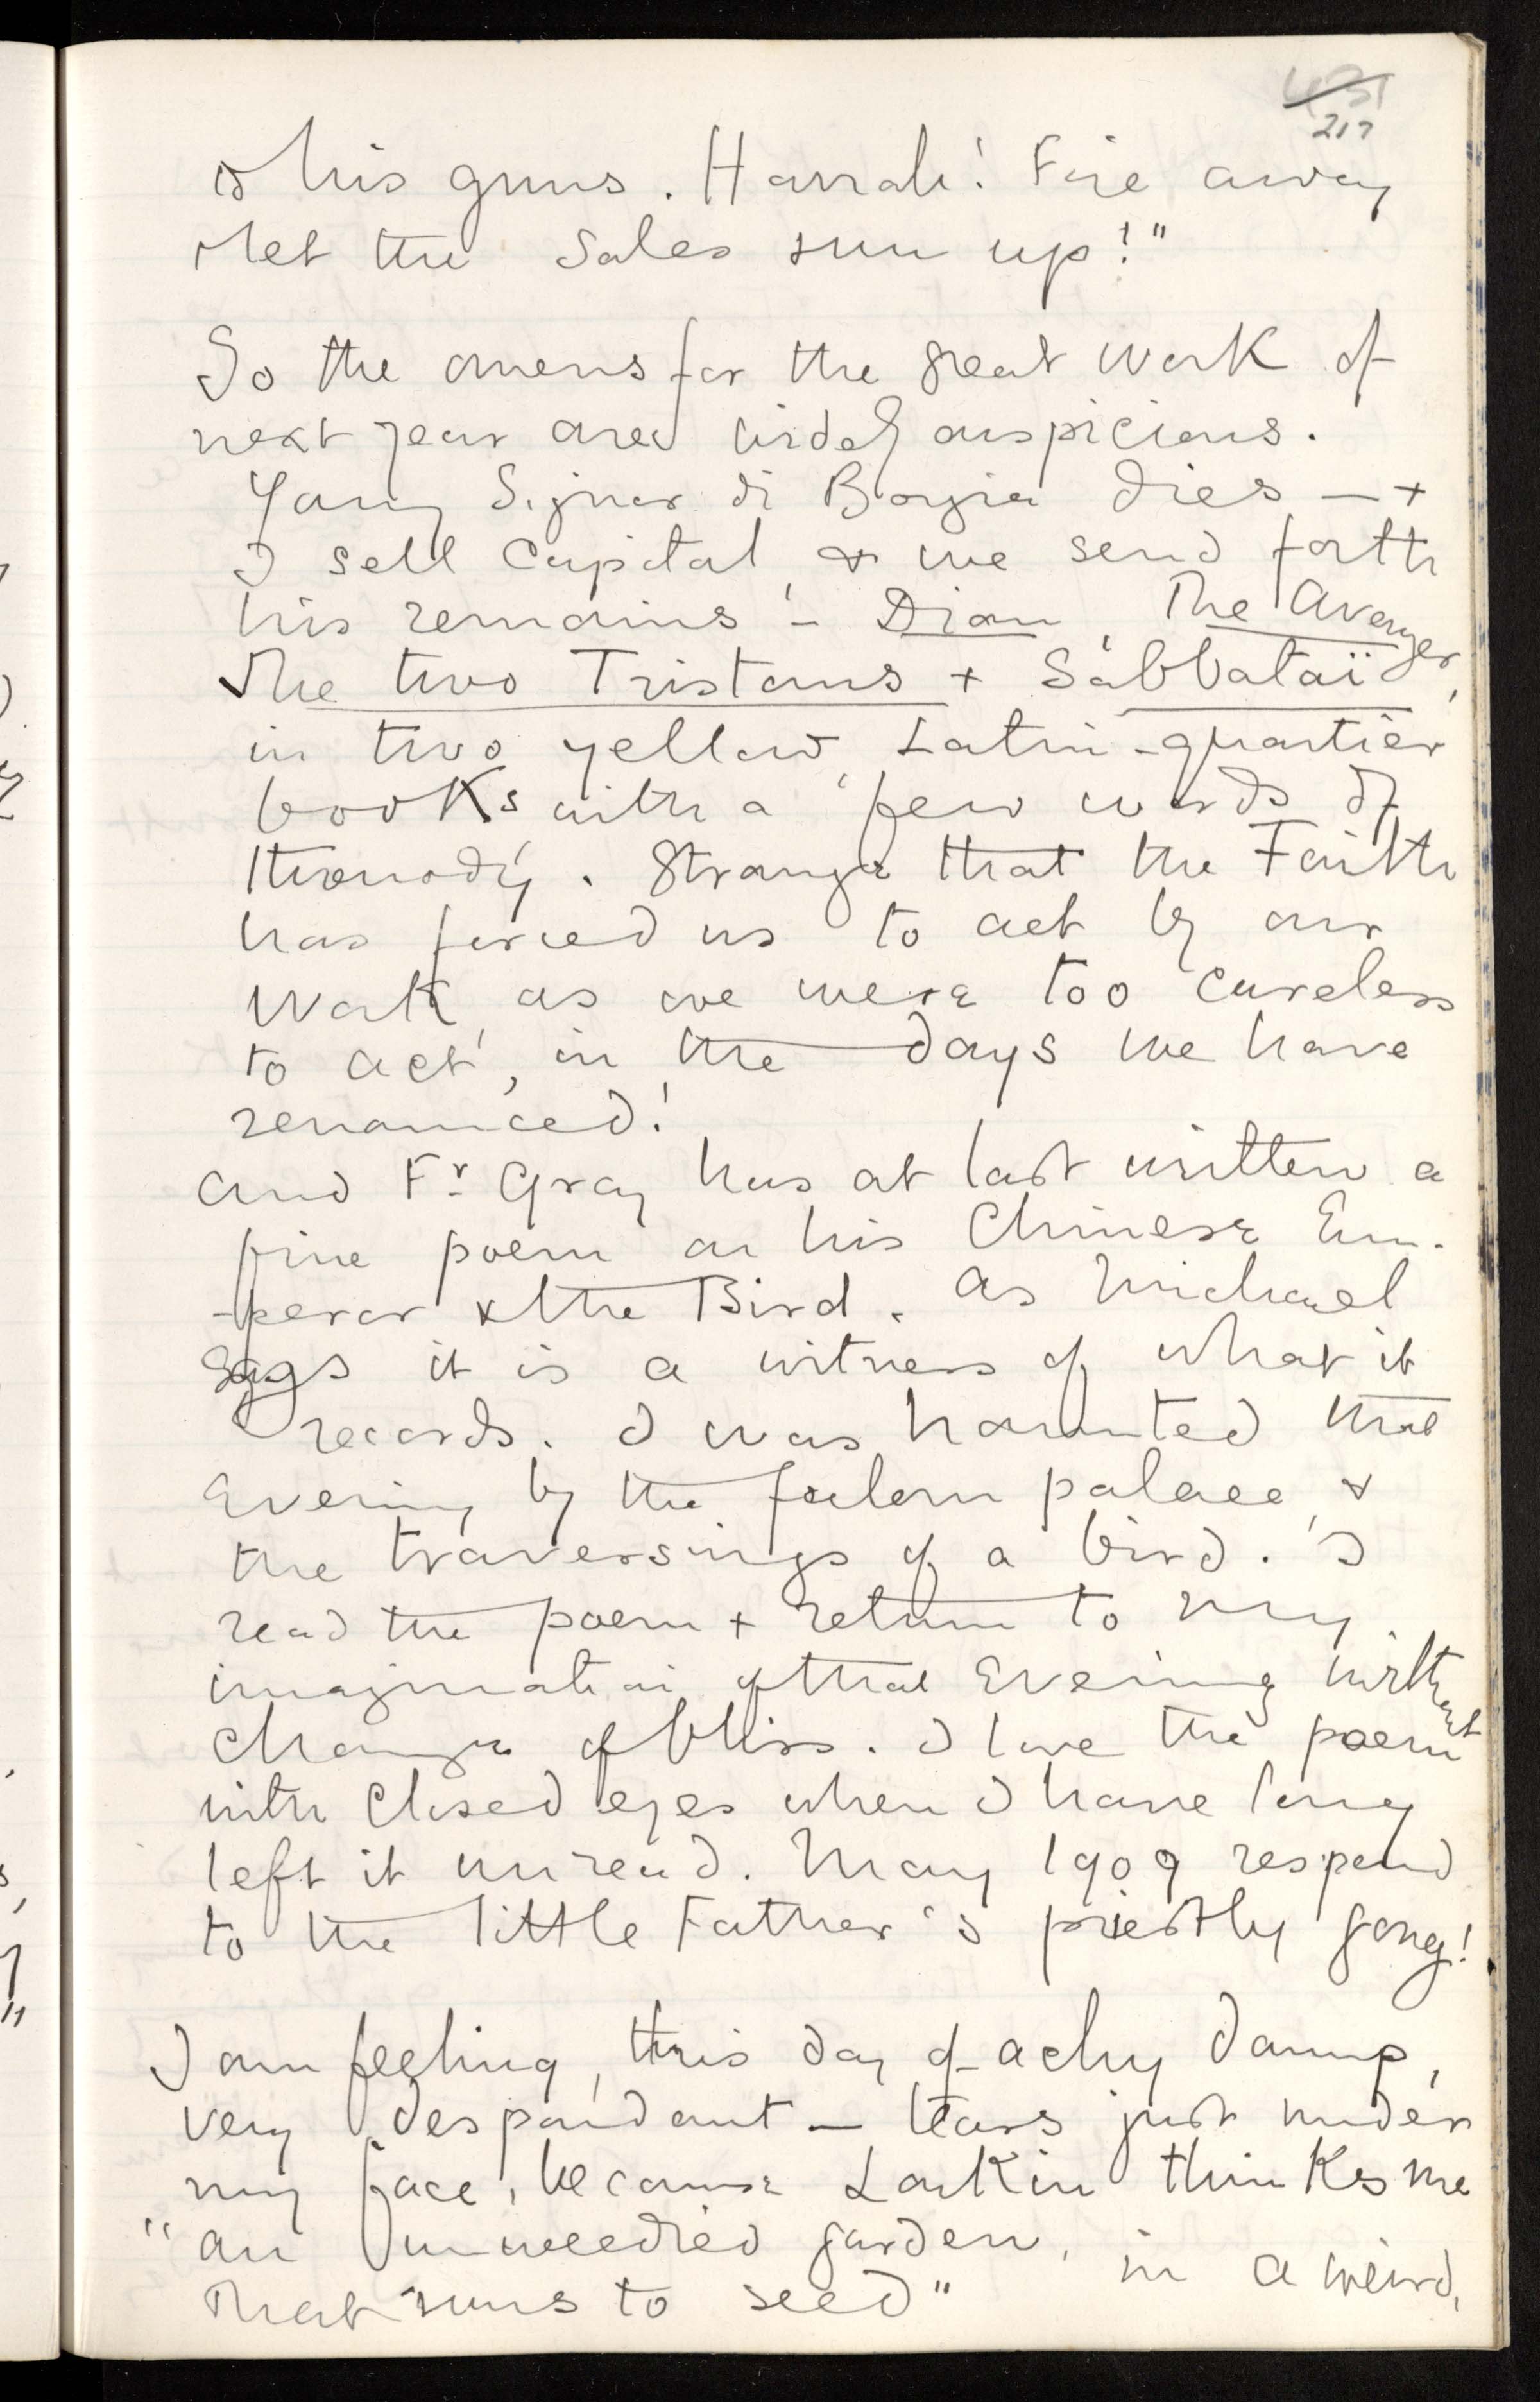 217
& his guns. Hurrah! Fire away
& let the sales run up!"
So the omens for the great work of
next year are widely auspicious.
Young Signor di Borgia dies — +
I sell capital, & we send forth
his remains — Dian, The Avenger,
The two Tristans + Sabbataï
in two yellow, Latin-quartier
books with a few words of
threnody. Strange that the Faith
has forced us to act by our
Work, as we were too careless
to act, in the days we have
renounced!
And Fr. Gray has at last written a
fine poem on his Chinese Em-
-peror & the Bird. As Michael
says it is a witness of what it
records. I was haunted that
Evening by the forlorn palace, &
the traversings of a bird. I
read the poem + return to my
imagination of that Evening without
change of bliss. I love the poem
with closed eyes when I have long
left it unread. May 1909 respond
to the little Father's priestly gong!
I am feeling, this day of achy damp,
very despondent — tears just under
my face, because Larkin thinks me
"an unweeded garden,
That runs to seed" in a weird,